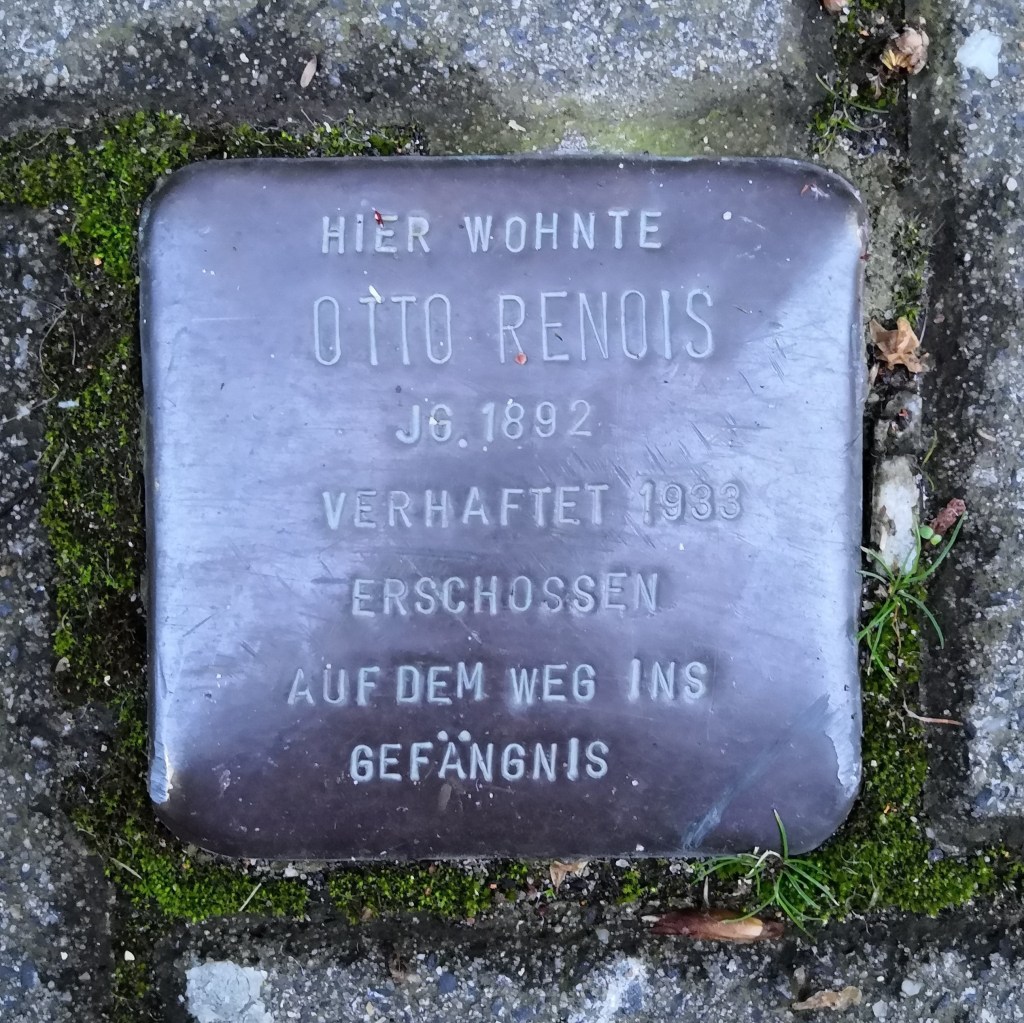 HIER WOHNTE
OTTO RENOIS
JG. 1892
VERHAFTET 1933
ERSCHOSSEN
AUF DEM WEG INS
GEFÄNGNIS